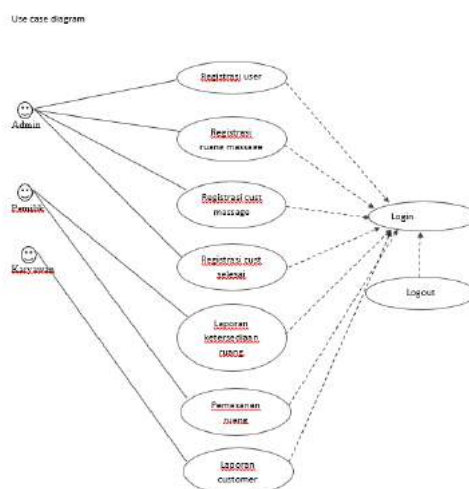 Use case diagram
Registrasi user
Admin
Registrasi
ruang massage
Registrasi cust
massage
Pemilik
Login
Karyawan
Registrasi cust
selesai
Logout
Laporan
ketersediaan
ruang
Pemesanan
ruang
Laporan
customer